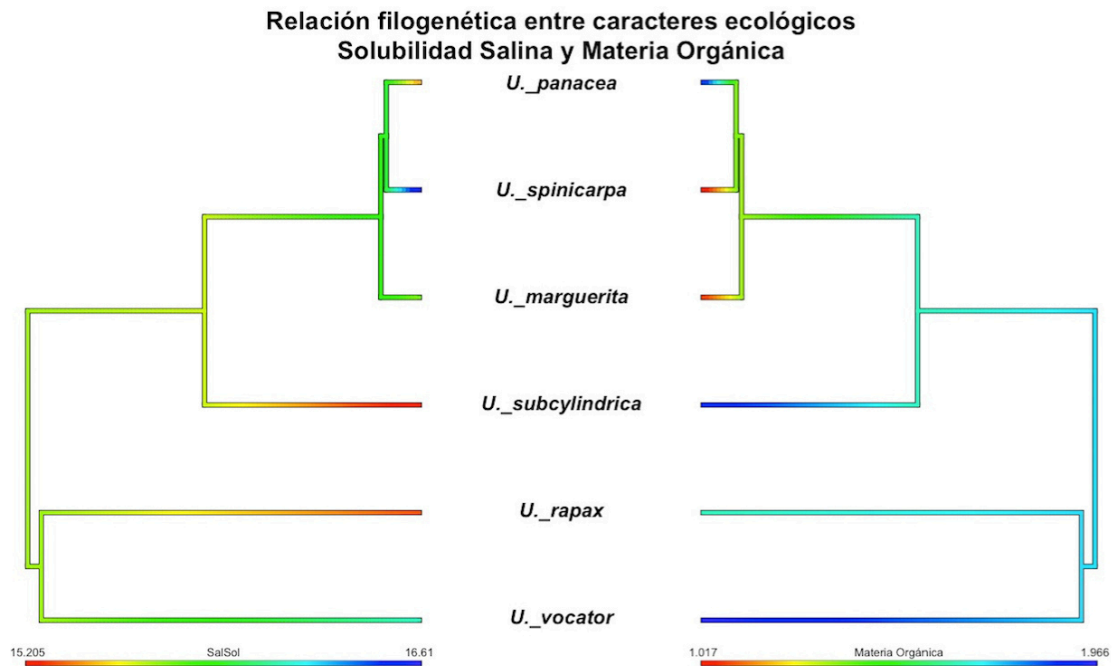 Relación filogenética entre caracteres ecológicos
Solubilidad Salina y Materia Orgánica
U._panacea
U._spinicarpa
U._marguerita
U._subcylindrica
U._rapax
U._vocator
15.205 SalSol 16.61 1.017 Materia Orgánica 1.966